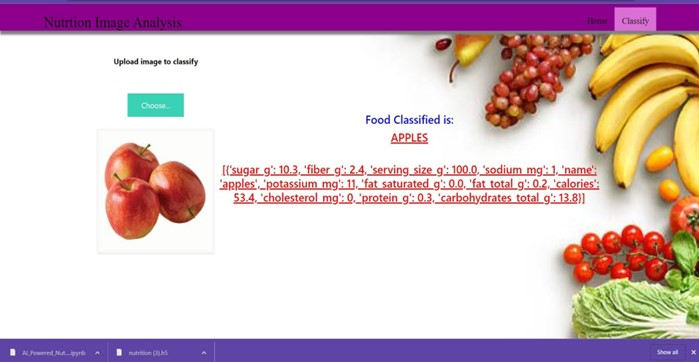 Nutrtion Image Analysis
Home
Classify
Upload image to classify
Choose...
Food Classified is:
APPLES
[{'sugar_g': 10.3, 'fiber_g': 2.4, 'serving_size_g': 100.0, 'sodium_mg': 1, 'name':
'apples', 'potassium_mg': 11, 'fat_saturated_g': 0.0, 'fat_total_g': 0.2, 'calories':
53.4, 'cholesterol_mg': 0, 'protein_g': 0.3, 'carbohydrates_total_g': 13.8}]
AI_Powered_Nut....ipynb
nutrition (3).h5
Show all